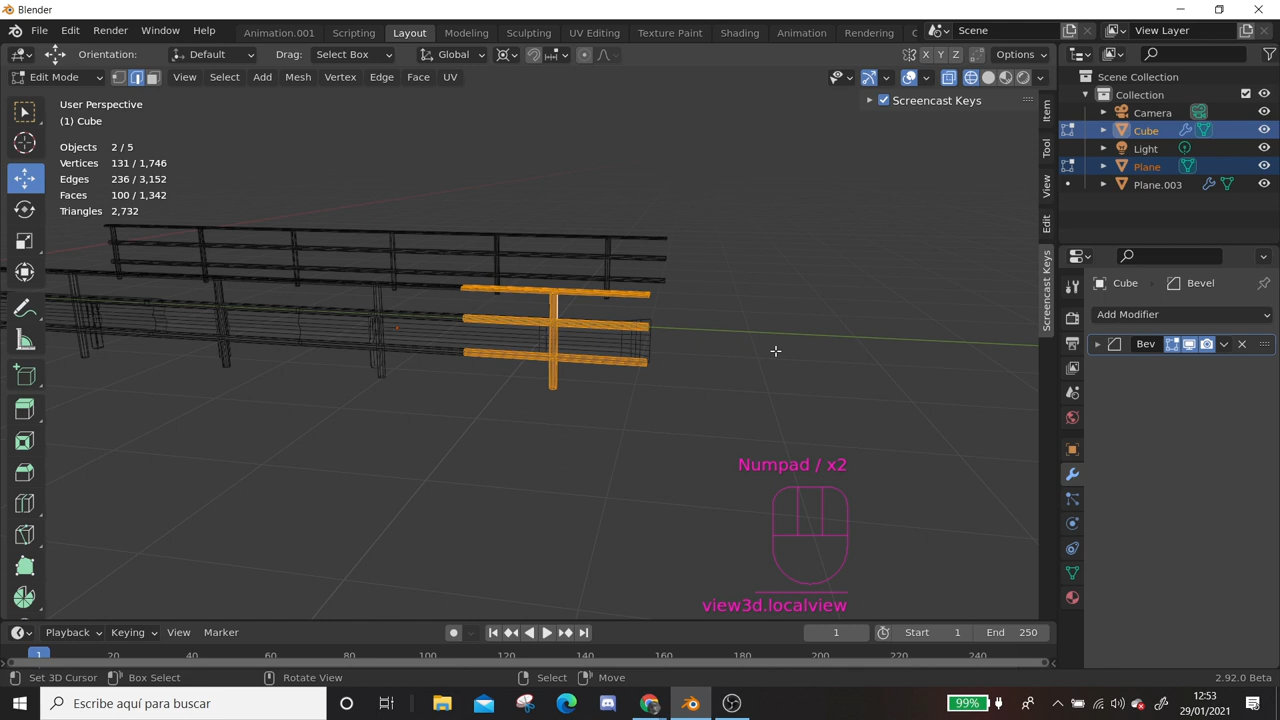 Blender
File Edit Render Window Help Animation.001 Scripting Layout Modeling Sculpting UV Editing Texture Paint Shading Animation Rendering C Scene View Layer
Orientation: Default Drag: Select Box Global X Y Z Options
Edit Mode View Select Add Mesh Vertex Edge Face UV
User Perspective
(1) Cube
Objects 2 / 5
Vertices 131 / 1,746
Edges 236 / 3,152
Faces 100 / 1,342
Triangles 2,732
Screencast Keys
Item
Tool
View
Edit
Screencast Keys
Numpad / x2
view3d.localview
Scene Collection
Collection
Camera
Cube
Light
Plane
Plane.003
Cube Bevel
Add Modifier
Bev
Playback Keying View Marker 1 Start 1 End 250
1 20 40 60 80 100 120 140 160 180 200 220 240
Set 3D Cursor Box Select Rotate View Select Move 2.92.0 Beta
Escribe aquí para buscar
99%
12:53
29/01/2021